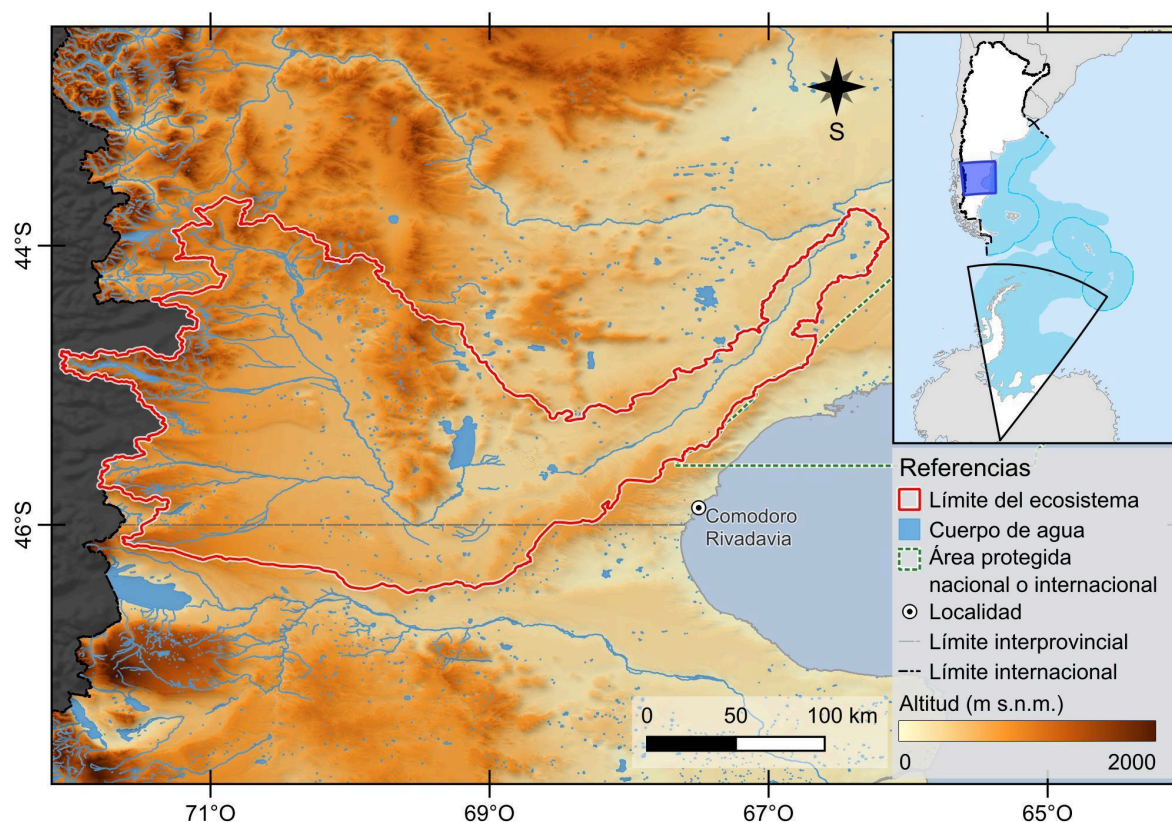 S
44°S
46°S
Comodoro
Rivadavia
Referencias
Límite del ecosistema
Cuerpo de agua
Área protegida
nacional o internacional
Localidad
Límite interprovincial
Límite internacional
Altitud (m s.n.m.)
0 2000
0 50 100 km
71°O 69°O 67°O 65°O